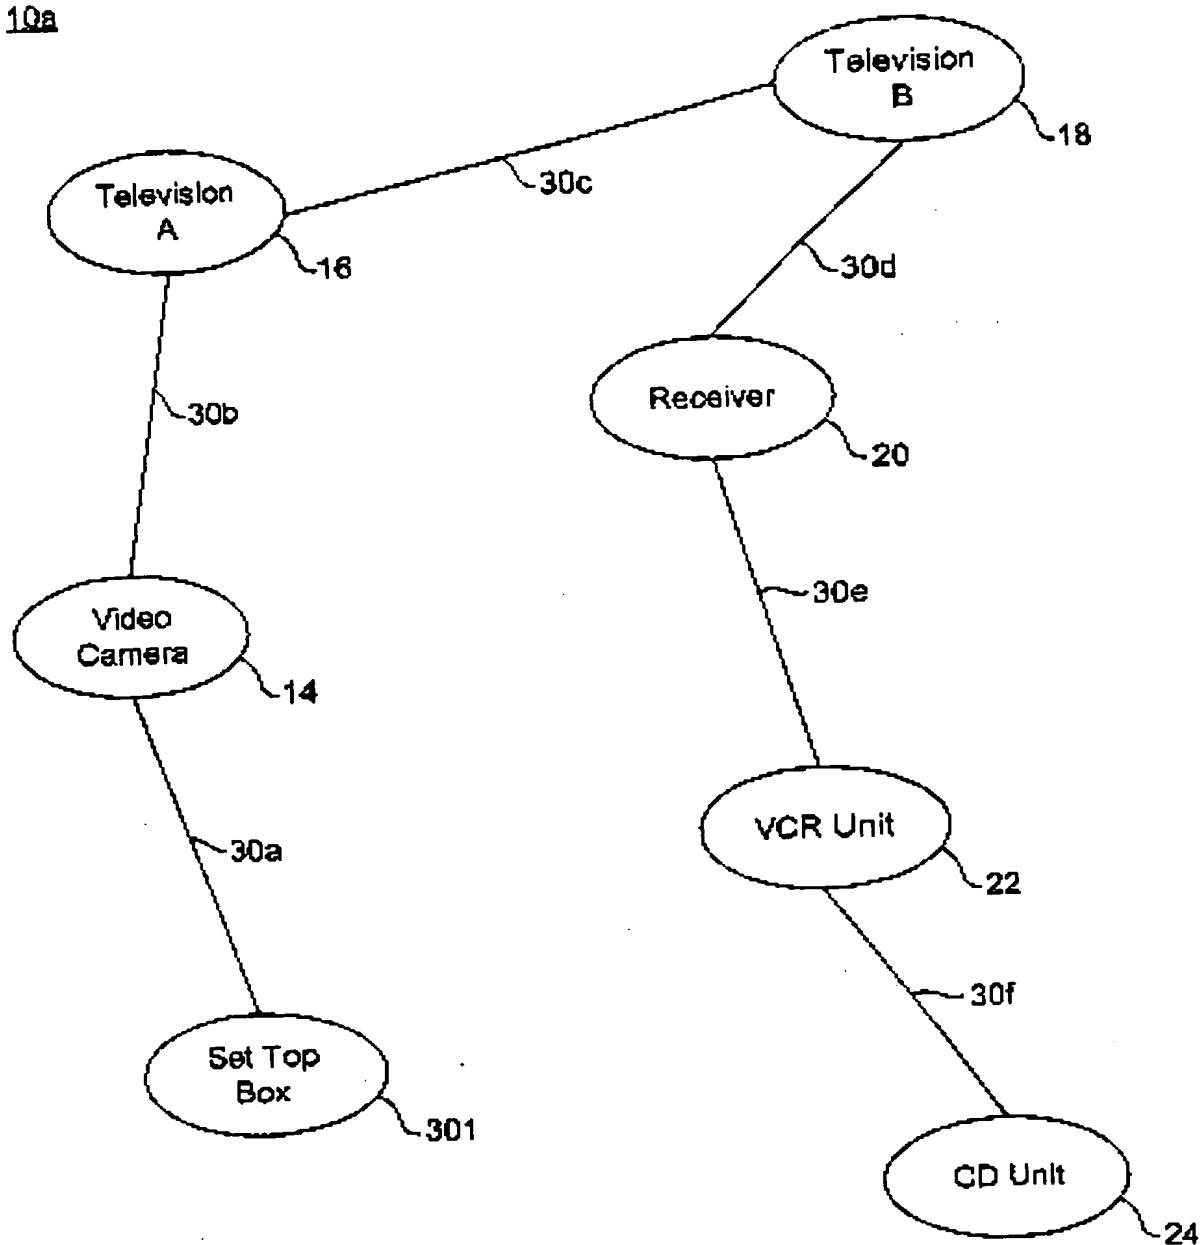 10a
Television
B
18
30c
Television
A
16
30d
Receiver
20
30b
30e
Video
Camera
14
VCR Unit
22
30a
30f
Set Top
Box
301
CD Unit
24